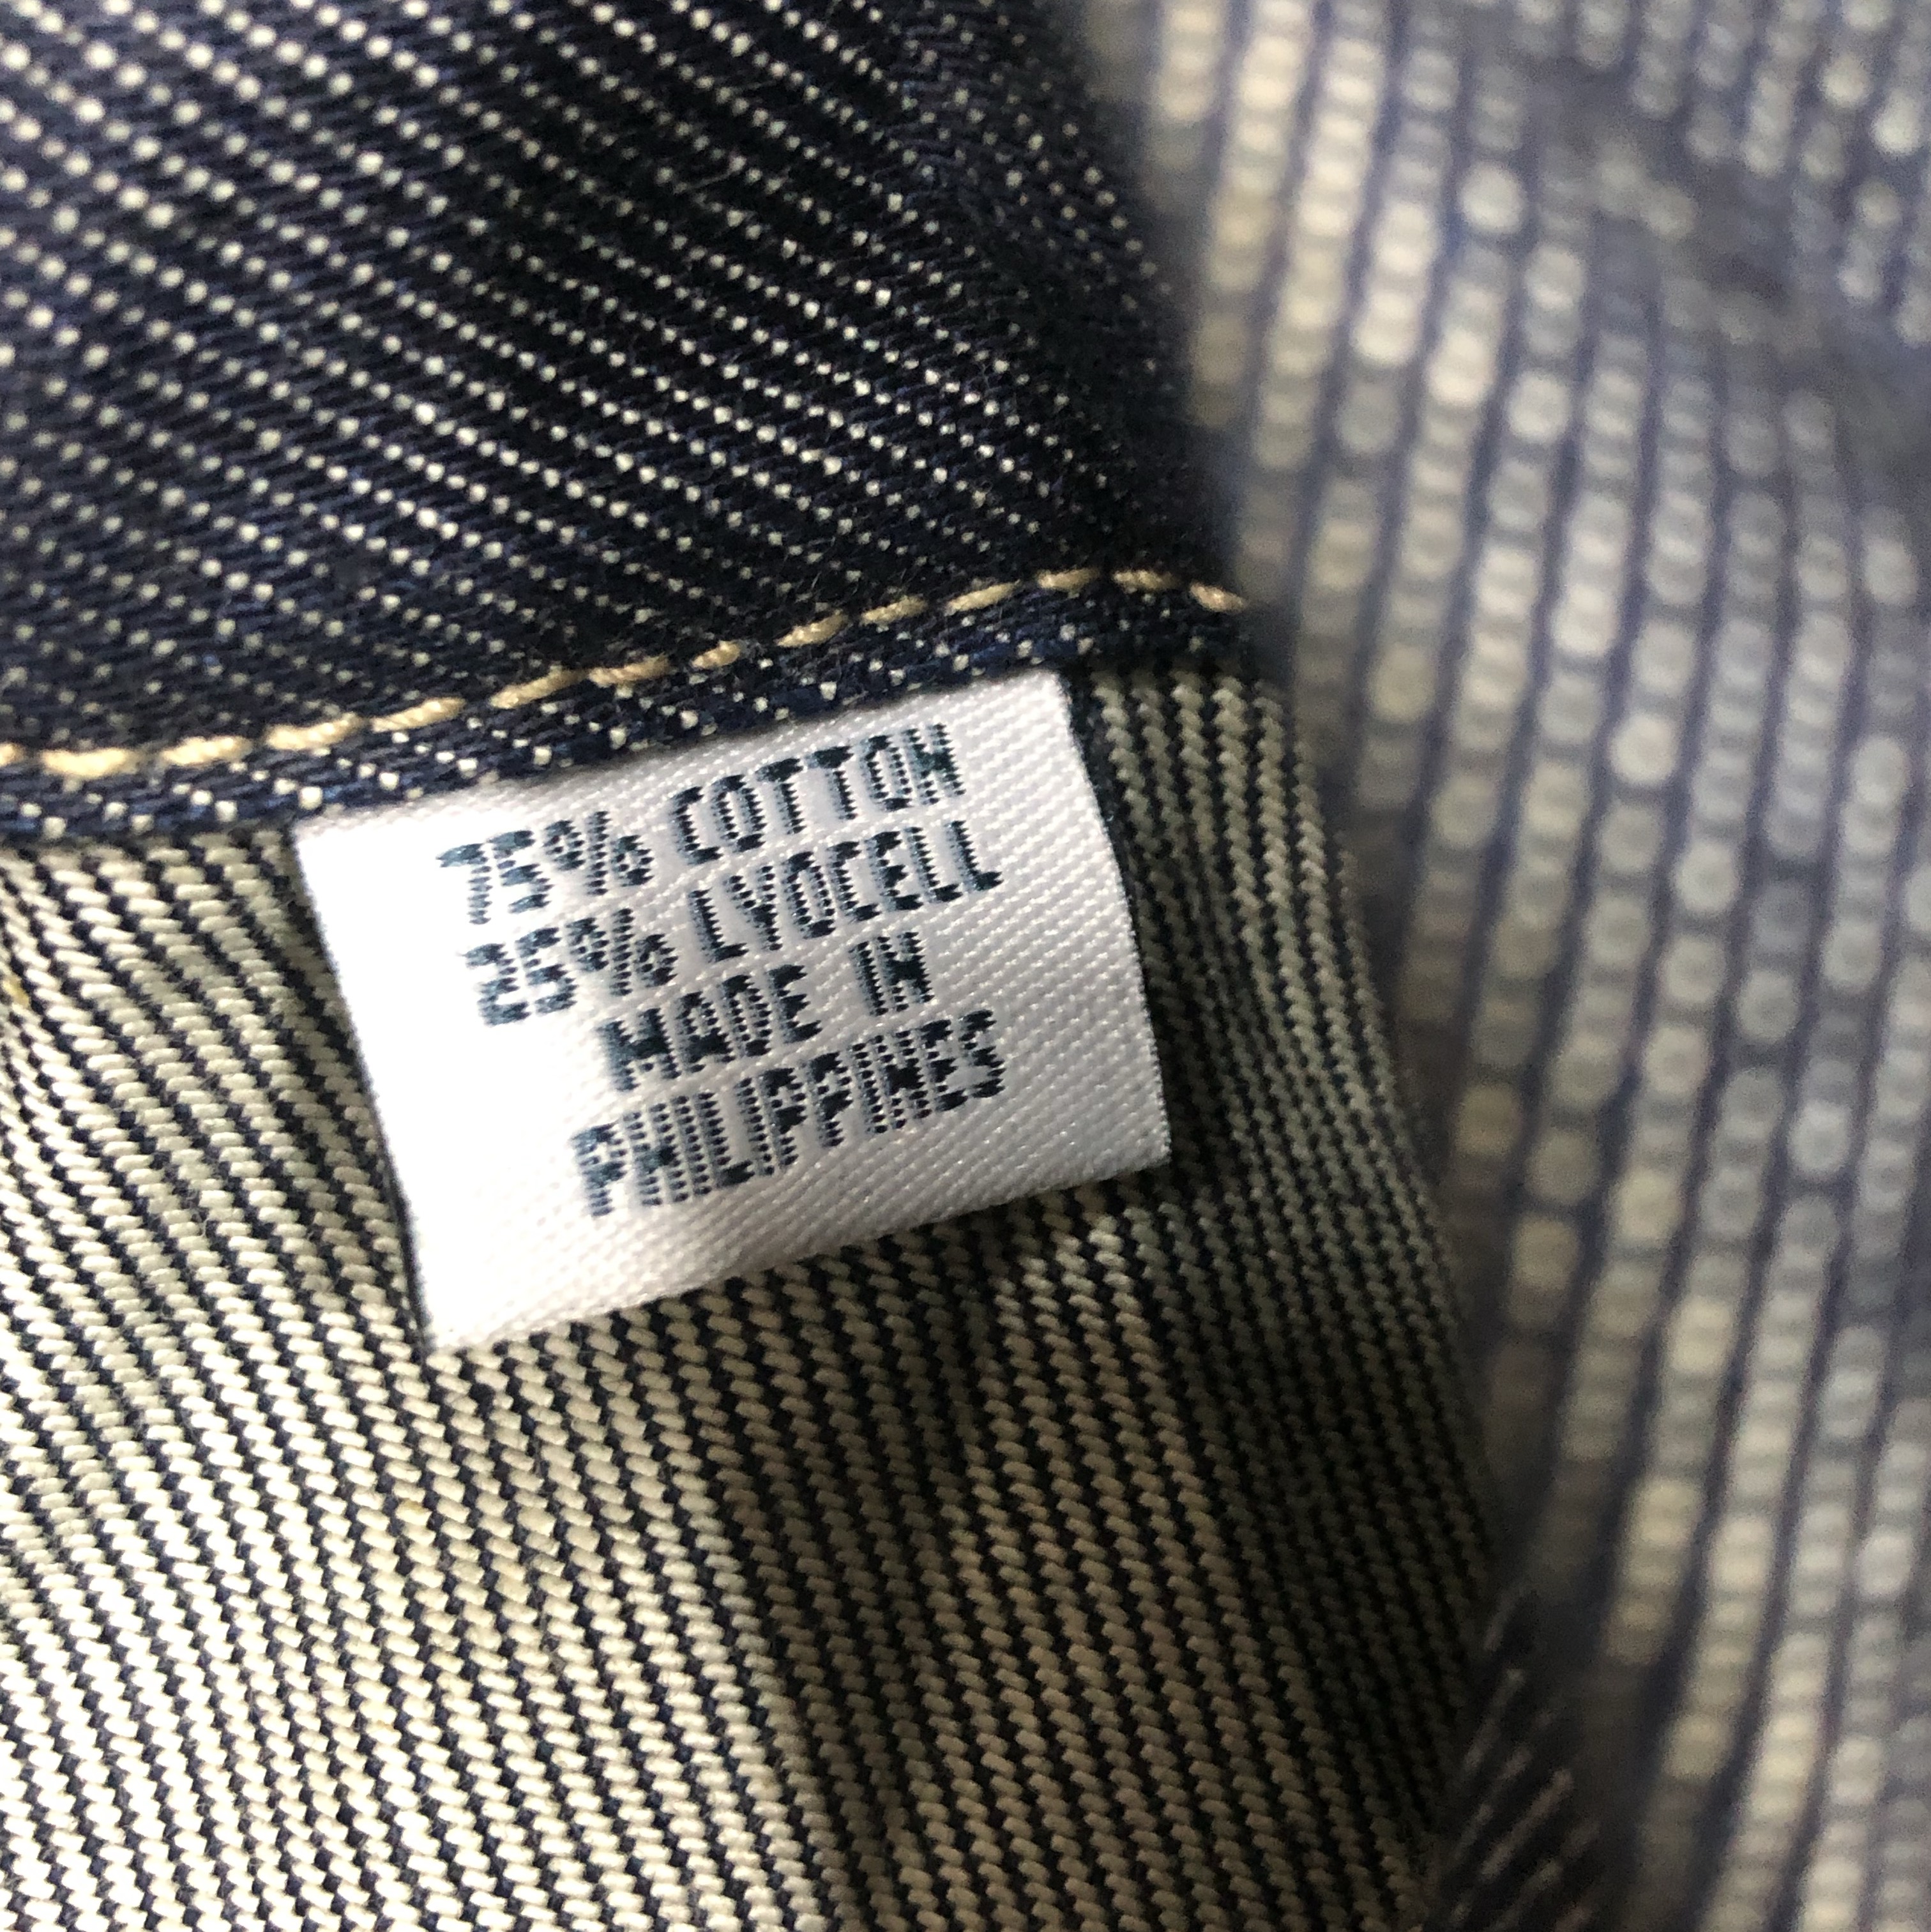 75% COTTON
25% LYOCELL
MADE IN
PHILIPPINES